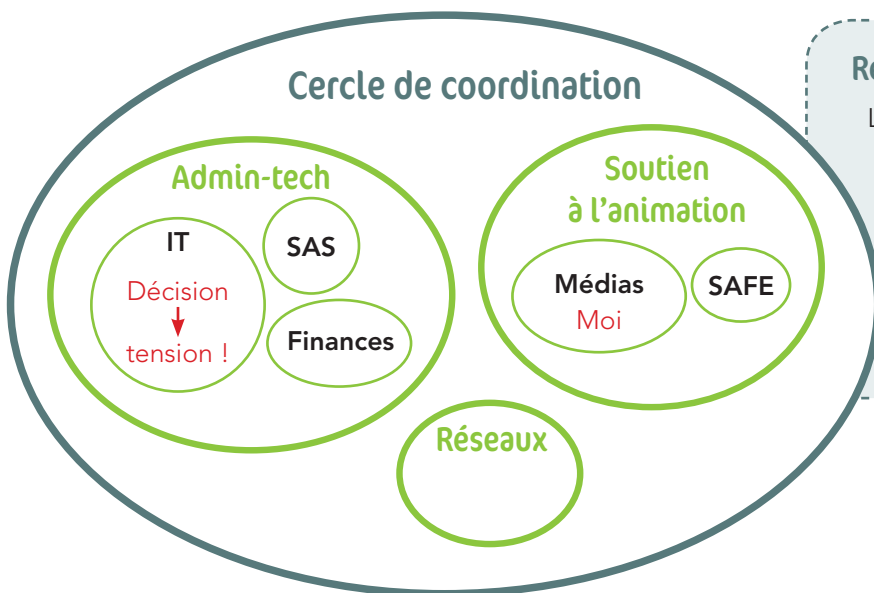 Cercle de coordination
Admin-tech
IT
Décision
tension !
SAS
Finances
Soutien
à l'animation
Médias
Moi
SAFE
Réseaux